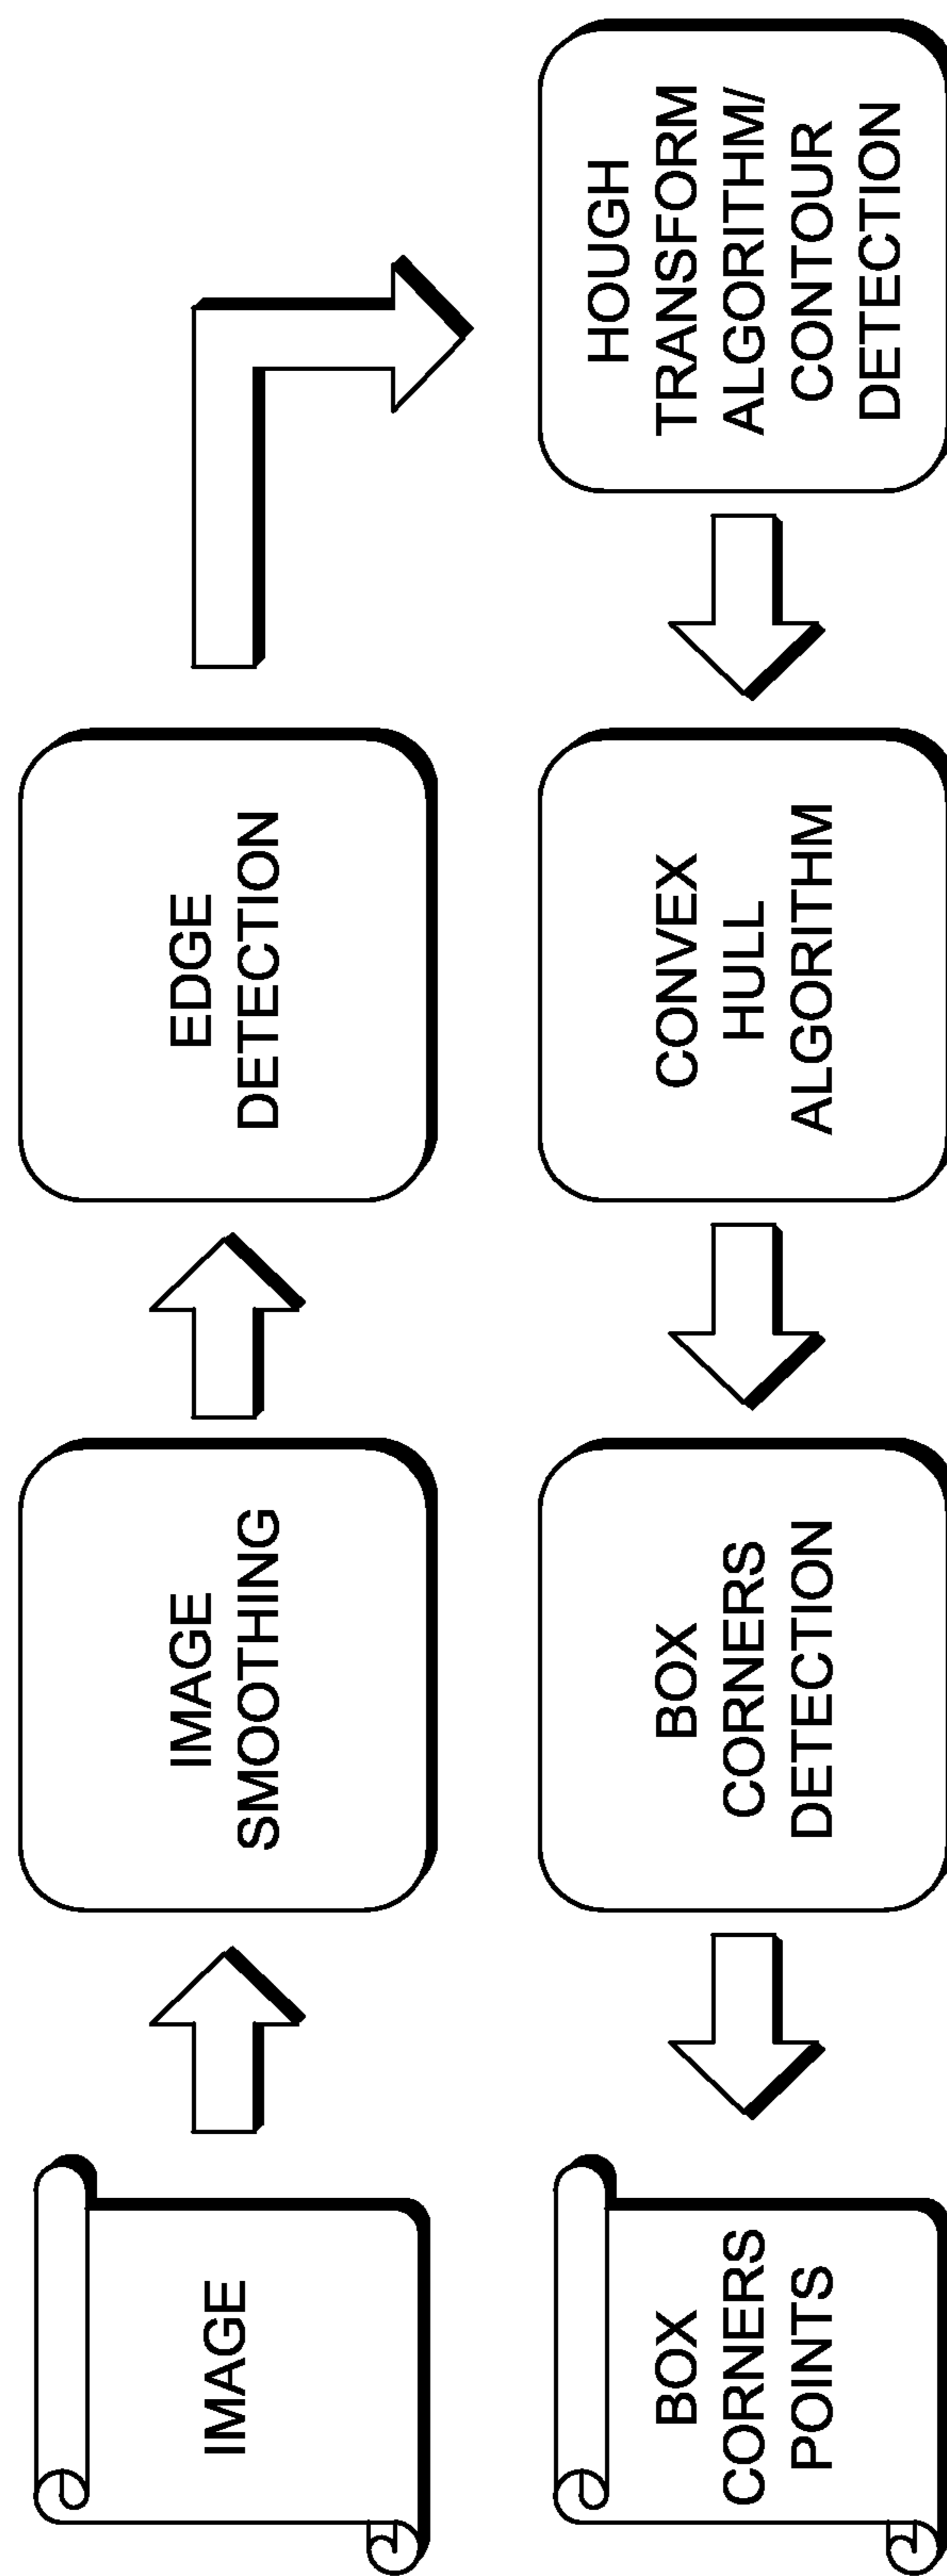 IMAGE
IMAGE
SMOOTHING
EDGE
DETECTION
HOUGH
TRANSFORM
ALGORITHM/
CONTOUR
DETECTION
CONVEX
HULL
ALGORITHM
BOX
CORNERS
DETECTION
BOX
CORNERS
POINTS